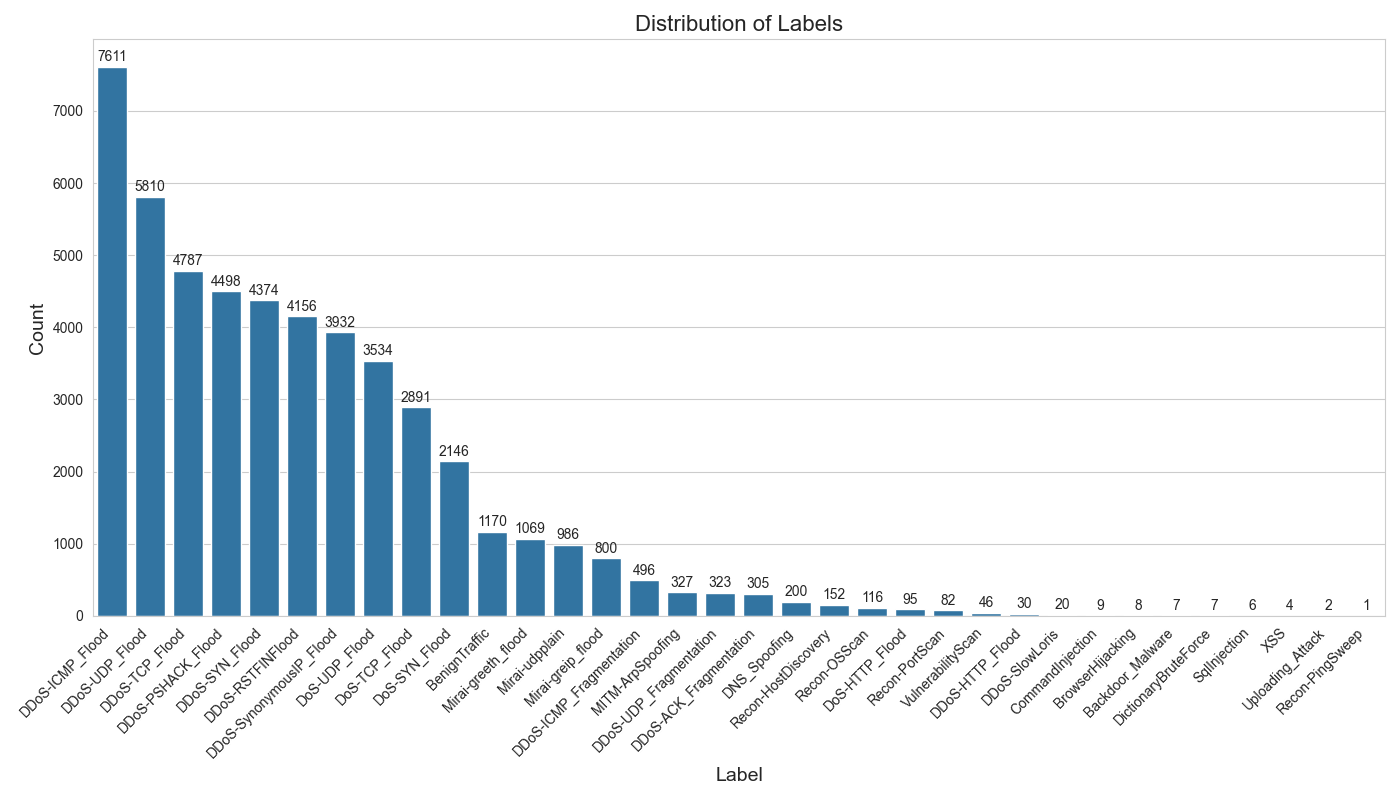 Distribution of Labels
Count
7000
6000
5000
4000
3000
2000
1000
0
7611
5810
4787
4498
4374
4156
3932
3534
2891
2146
1170
1069
986
800
496
327
323
305
200
152
116
95
82
46
30
20
9
8
7
7
6
4
2
1
DDoS-ICMP_Flood
DDoS-UDP_Flood
DDoS-TCP_Flood
DDoS-PSHACK_Flood
DDoS-SYN_Flood
DDoS-RSTFINFlood
DDoS-SynonymousIP_Flood
DoS-UDP_Flood
DoS-TCP_Flood
DoS-SYN_Flood
BenignTraffic
Mirai-greeth_flood
Mirai-udpplain
Mirai-greip_flood
DDoS-ICMP_Fragmentation
MITM-ArpSpoofing
DDoS-UDP_Fragmentation
DDoS-ACK_Fragmentation
DNS_Spoofing
Recon-HostDiscovery
Recon-OSScan
DoS-HTTP_Flood
Recon-PortScan
VulnerabilityScan
DDoS-HTTP_Flood
DDoS-SlowLoris
CommandInjection
BrowserHijacking
Backdoor_Malware
DictionaryBruteForce
SqlInjection
XSS
Uploading_Attack
Recon-PingSweep
Label